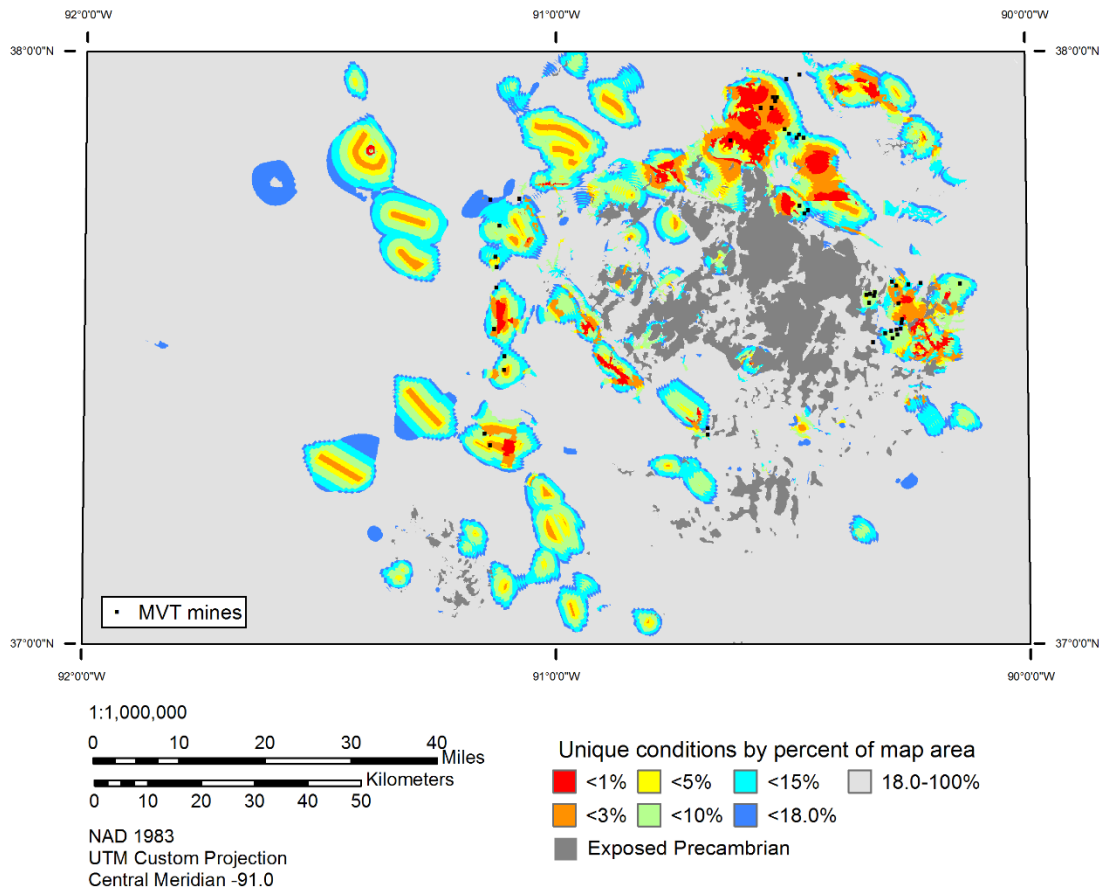 92°0'0"W 91°0'0"W 90°0'0"W
38°0'0"N 38°0'0"N
MVT mines
37°0'0"N 37°0'0"N
92°0'0"W 91°0'0"W 90°0'0"W
1:1,000,000
0 10 20 30 40 Miles
Kilometers
0 10 20 30 40 50
NAD 1983
UTM Custom Projection
Central Meridian -91.0
Unique conditions by percent of map area
<1% <5% <15% 18.0-100%
<3% <10% <18.0%
Exposed Precambrian